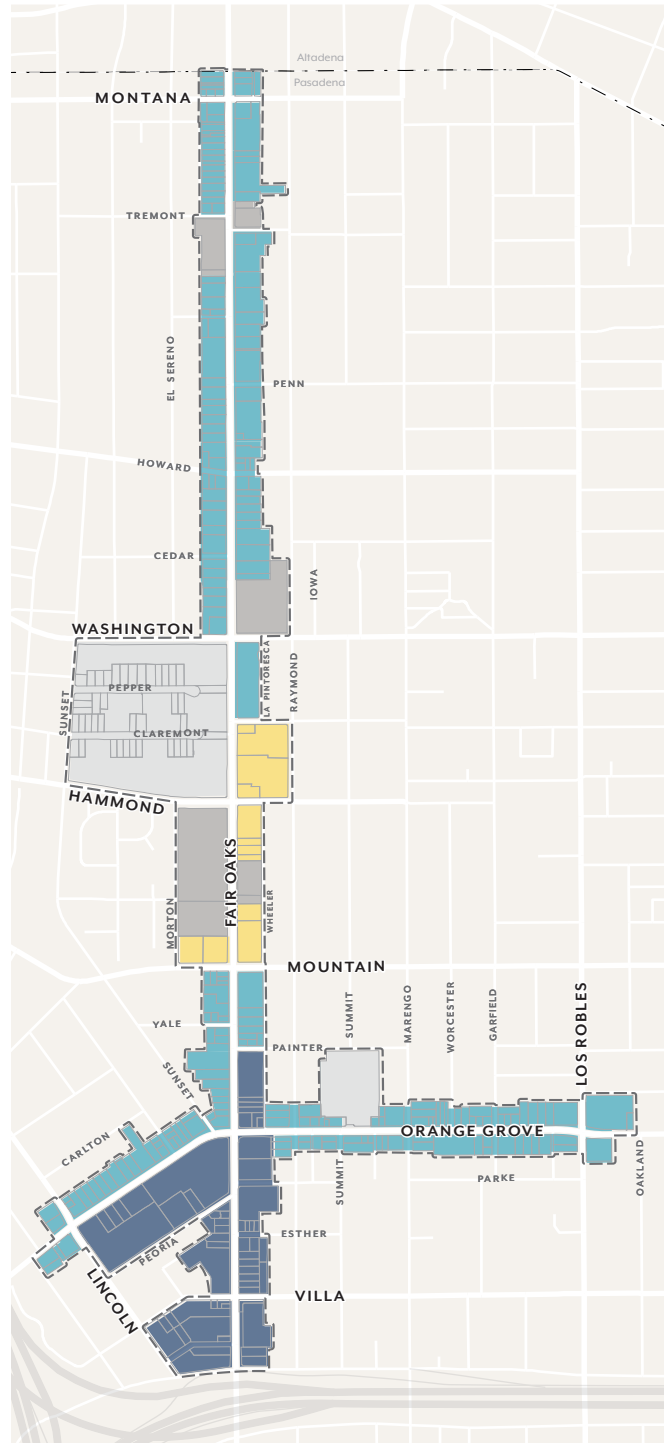 Altadena
Pasadena
MONTANA
TREMONT
EL SERENO
PENN
HOWARD
CEDAR
IOWA
WASHINGTON
LA PINTORESCA
RAYMOND
PEPPER
SUNSET
CLAREMONT
HAMMOND
FAIR OAKS
MORTON
WHEELER
MOUNTAIN
SUMMIT
MARENGO
WORCESTER
GARFIELD
LOS ROBLES
YALE
PAINTER
SUNSET
ORANGE GROVE
CARLTON
SUMMIT
PARKE
OAKLAND
ESTHER
PEORIA
LINCOLN
VILLA